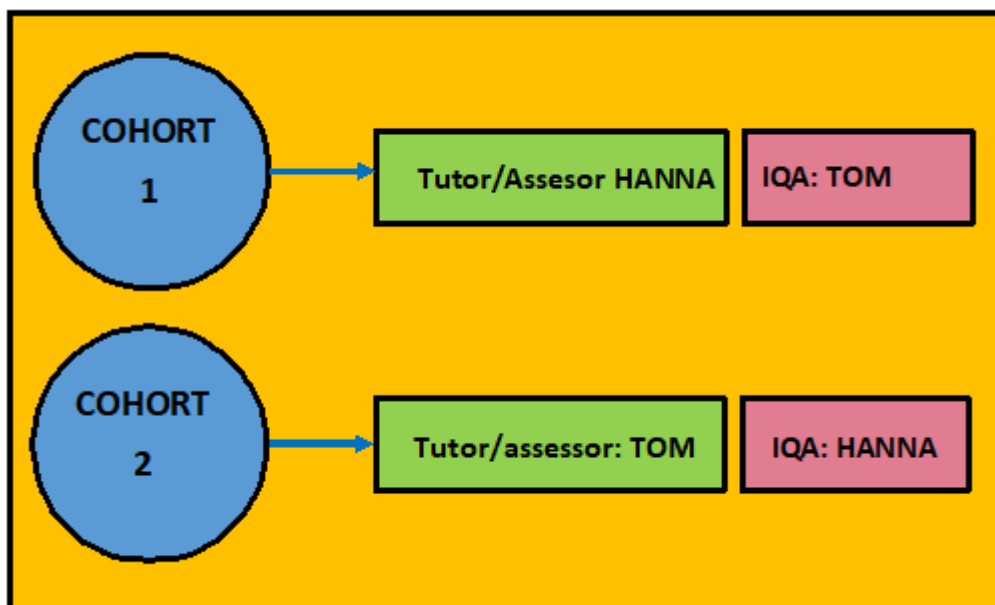 COHORT
1
Tutor/Assesor HANNA
IQA: TOM
COHORT
2
Tutor/assessor: TOM
IQA: HANNA